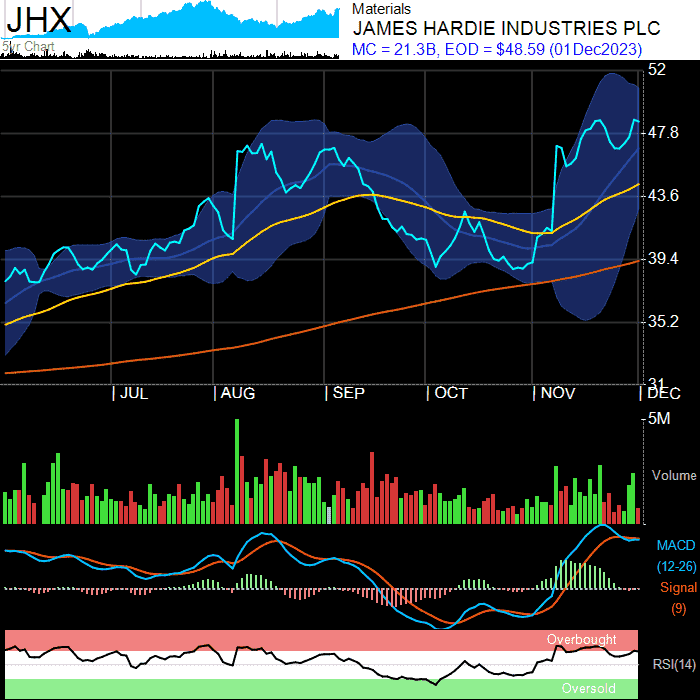 JHX
5yr Chart
Materials
JAMES HARDIE INDUSTRIES PLC
MC = 21.3B, EOD = $48.59 (01Dec2023)
52
47.8
43.6
39.4
35.2
31
JUL AUG SEP OCT NOV DEC
5M
Volume
MACD
(12-26)
Signal
(9)
Overbought
RSI(14)
Oversold